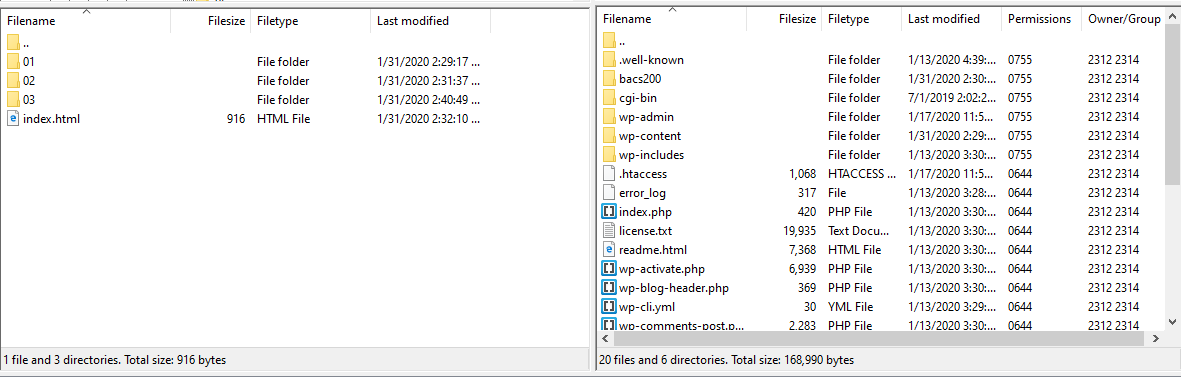 Filename Filesize Filetype Last modified
..
01 File folder 1/31/2020 2:29:17 ...
02 File folder 1/31/2020 2:31:37 ...
03 File folder 1/31/2020 2:40:49 ...
index.html 916 HTML File 1/31/2020 2:32:10 ...
1 file and 3 directories. Total size: 916 bytes
Filename Filesize Filetype Last modified Permissions Owner/Group
..
.well-known File folder 1/13/2020 4:39:... 0755 2312 2314
bacs200 File folder 1/31/2020 2:30:... 0755 2312 2314
cgi-bin File folder 7/1/2019 2:02:2... 0755 2312 2314
wp-admin File folder 1/17/2020 11:5... 0755 2312 2314
wp-content File folder 1/31/2020 2:29:... 0755 2312 2314
wp-includes File folder 1/13/2020 3:30:... 0755 2312 2314
.htaccess 1,068 HTACCESS ... 1/17/2020 11:5... 0644 2312 2314
error_log 317 File 1/13/2020 3:28:... 0644 2312 2314
index.php 420 PHP File 1/13/2020 3:30:... 0644 2312 2314
license.txt 19,935 Text Docu... 1/13/2020 3:30:... 0644 2312 2314
readme.html 7,368 HTML File 1/13/2020 3:30:... 0644 2312 2314
wp-activate.php 6,939 PHP File 1/13/2020 3:30:... 0644 2312 2314
wp-blog-header.php 369 PHP File 1/13/2020 3:30:... 0644 2312 2314
wp-cli.yml 30 YML File 1/13/2020 3:29:... 0644 2312 2314
wp-comments-post.p... 2,283 PHP File 1/13/2020 3:30:... 0644 2312 2314
20 files and 6 directories. Total size: 168,990 bytes